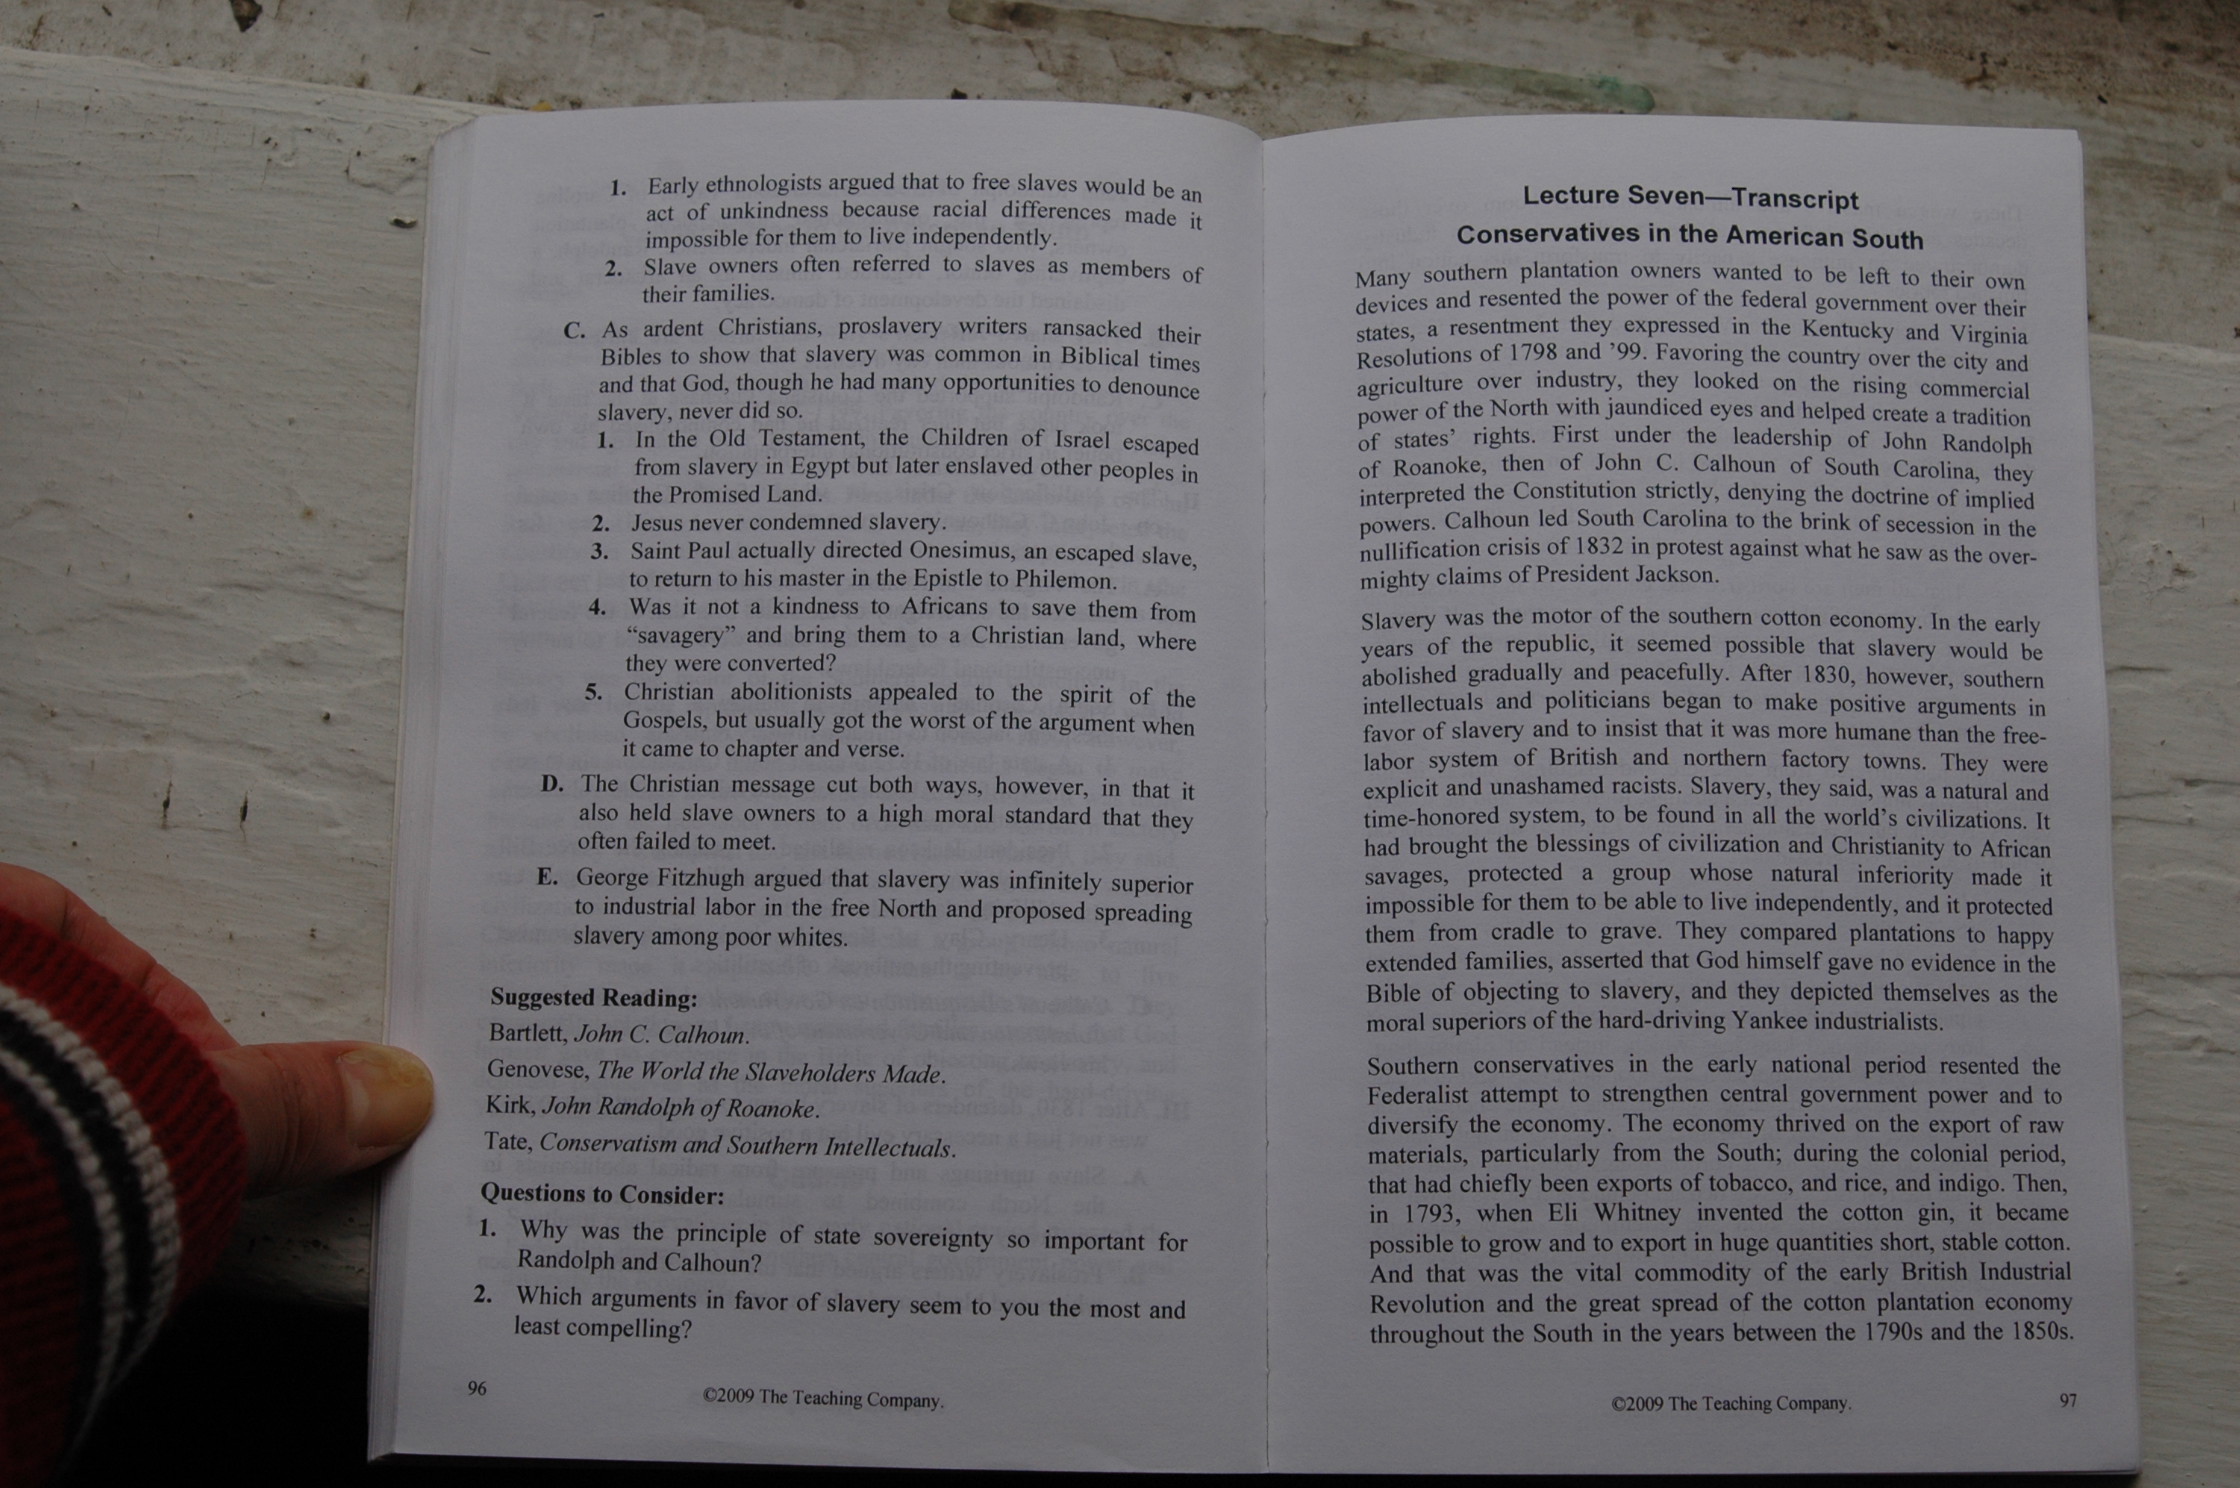 1. Early ethnologists argued that to free slaves would be an
act of unkindness because racial differences made it
impossible for them to live independently.
2. Slave owners often referred to slaves as members of
their families.
C. As ardent Christians, proslavery writers ransacked their
Bibles to show that slavery was common in Biblical times
and that God, though he had many opportunities to denounce
slavery, never did so.
1. In the Old Testament, the Children of Israel escaped
from slavery in Egypt but later enslaved other peoples in
the Promised Land.
2. Jesus never condemned slavery.
3. Saint Paul actually directed Onesimus, an escaped slave,
to return to his master in the Epistle to Philemon.
4. Was it not a kindness to Africans to save them from
“savagery” and bring them to a Christian land, where
they were converted?
5. Christian abolitionists appealed to the spirit of the
Gospels, but usually got the worst of the argument when
it came to chapter and verse.
D. The Christian message cut both ways, however, in that it
also held slave owners to a high moral standard that they
often failed to meet.
E. George Fitzhugh argued that slavery was infinitely superior
to industrial labor in the free North and proposed spreading
slavery among poor whites.
Suggested Reading:
Bartlett, John C. Calhoun.
Genovese, The World the Slaveholders Made.
Kirk, John Randolph of Roanoke.
Tate, Conservatism and Southern Intellectuals.
Questions to Consider:
1. Why was the principle of state sovereignty so important for
Randolph and Calhoun?
2. Which arguments in favor of slavery seem to you the most and
least compelling?
96
©2009 The Teaching Company.
Lecture Seven—Transcript
Conservatives in the American South
Many southern plantation owners wanted to be left to their own
devices and resented the power of the federal government over their
states, a resentment they expressed in the Kentucky and Virginia
Resolutions of 1798 and ’99. Favoring the country over the city and
agriculture over industry, they looked on the rising commercial
power of the North with jaundiced eyes and helped create a tradition
of states’ rights. First under the leadership of John Randolph
of Roanoke, then of John C. Calhoun of South Carolina, they
interpreted the Constitution strictly, denying the doctrine of implied
powers. Calhoun led South Carolina to the brink of secession in the
nullification crisis of 1832 in protest against what he saw as the over-
mighty claims of President Jackson.
Slavery was the motor of the southern cotton economy. In the early
years of the republic, it seemed possible that slavery would be
abolished gradually and peacefully. After 1830, however, southern
intellectuals and politicians began to make positive arguments in
favor of slavery and to insist that it was more humane than the free-
labor system of British and northern factory towns. They were
explicit and unashamed racists. Slavery, they said, was a natural and
time-honored system, to be found in all the world’s civilizations. It
had brought the blessings of civilization and Christianity to African
savages, protected a group whose natural inferiority made it
impossible for them to be able to live independently, and it protected
them from cradle to grave. They compared plantations to happy
extended families, asserted that God himself gave no evidence in the
Bible of objecting to slavery, and they depicted themselves as the
moral superiors of the hard-driving Yankee industrialists.
Southern conservatives in the early national period resented the
Federalist attempt to strengthen central government power and to
diversify the economy. The economy thrived on the export of raw
materials, particularly from the South; during the colonial period,
that had chiefly been exports of tobacco, and rice, and indigo. Then,
in 1793, when Eli Whitney invented the cotton gin, it became
possible to grow and to export in huge quantities short, stable cotton.
And that was the vital commodity of the early British Industrial
Revolution and the great spread of the cotton plantation economy
throughout the South in the years between the 1790s and the 1850s.
©2009 The Teaching Company.
97